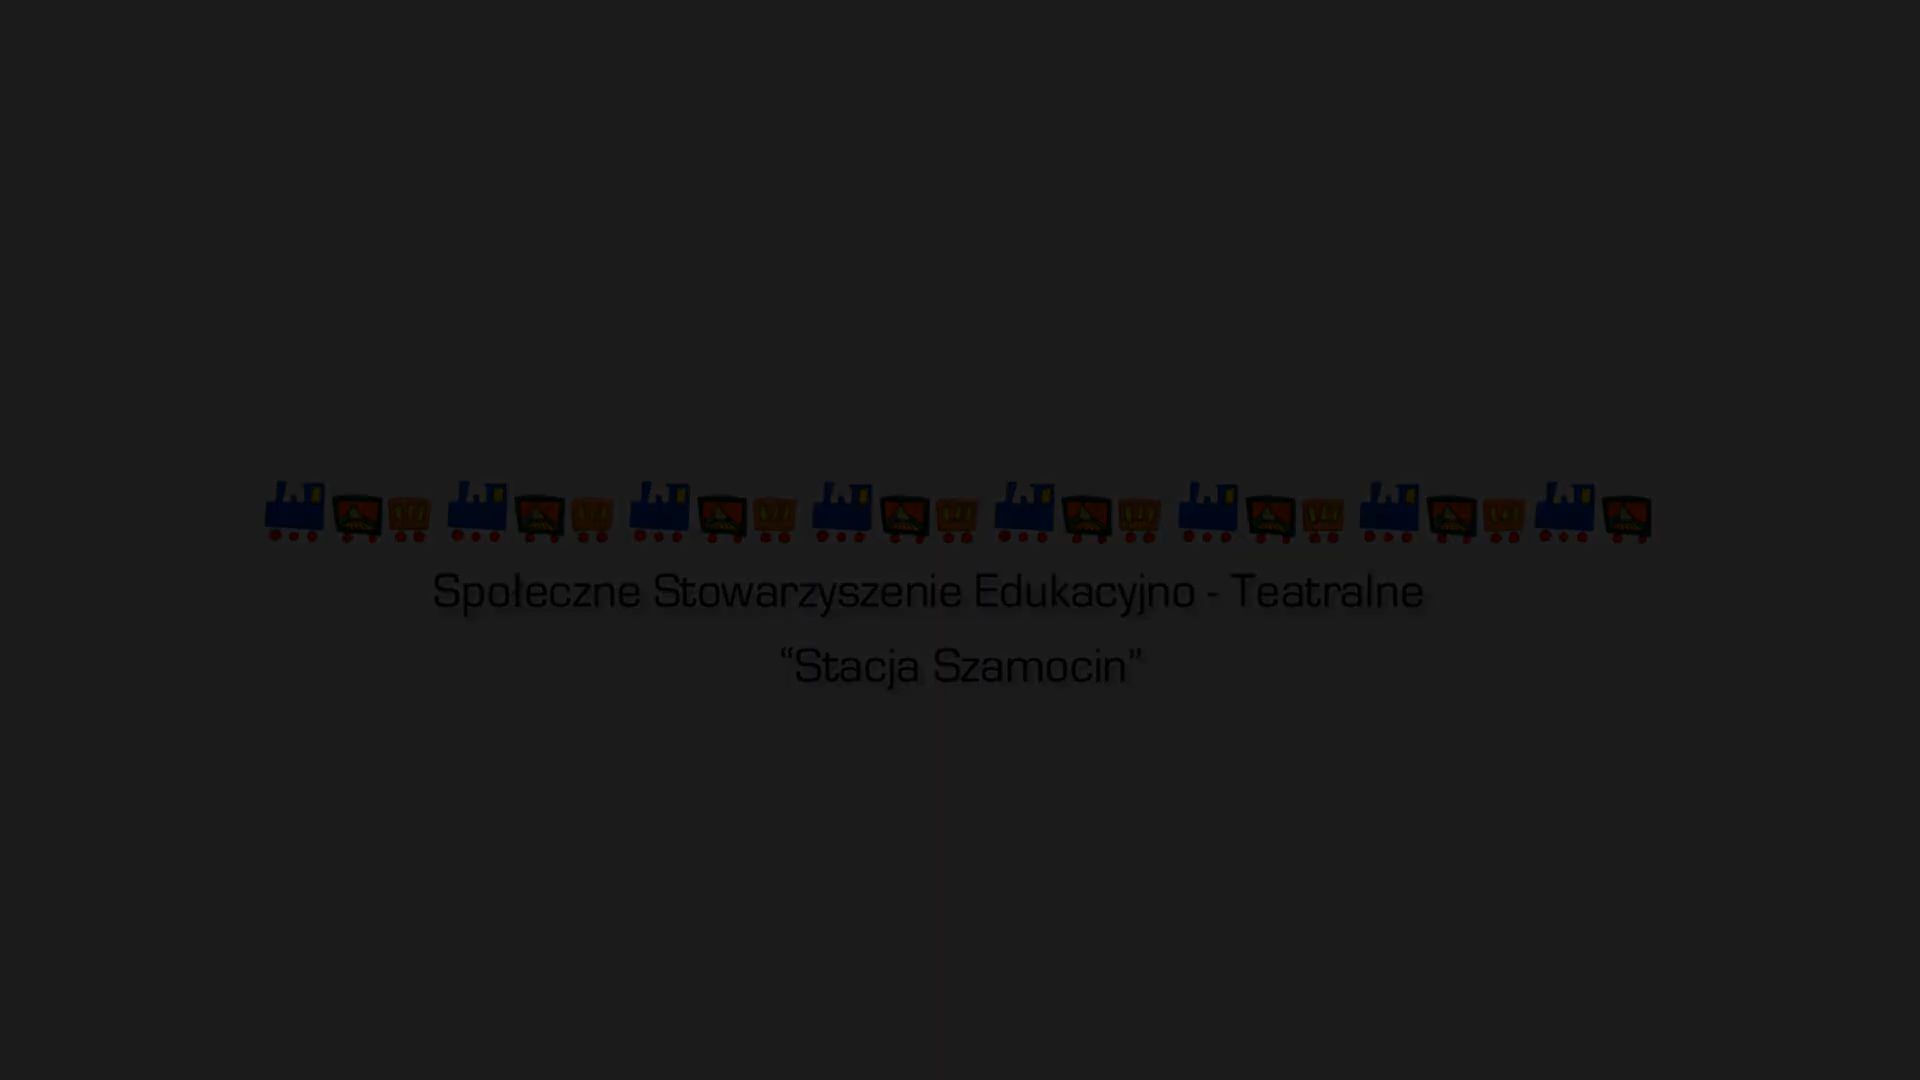 Społeczne Stowarzyszenie Edukacyjno - Teatralne
“Stacja Szamocin”